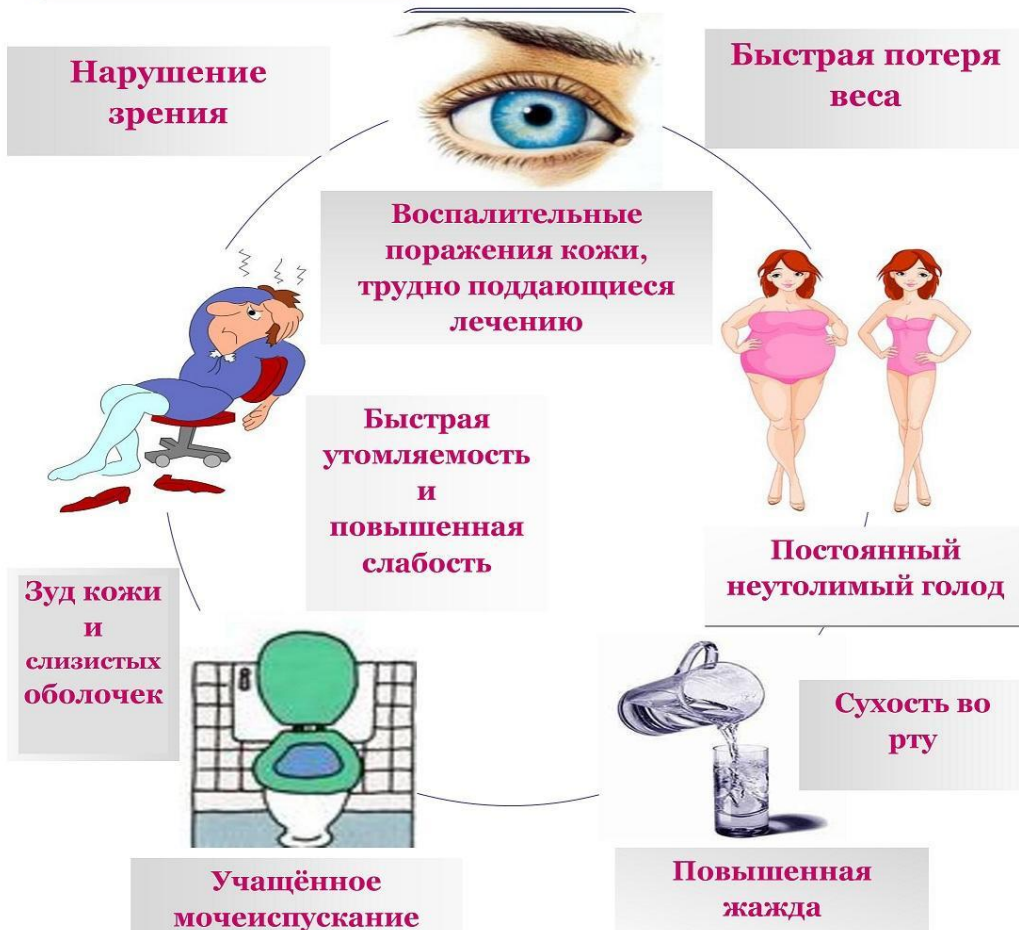 Нарушение
зрения
Быстрая потеря
веса
Воспалительные
поражения кожи,
трудно поддающиеся
лечению
Быстрая
утомляемость
и
повышенная
слабость
Постоянный
неутолимый голод
Зуд кожи
и
слизистых
оболочек
Сухость во
рту
Учащённое
мочеиспускание
Повышенная
жажда